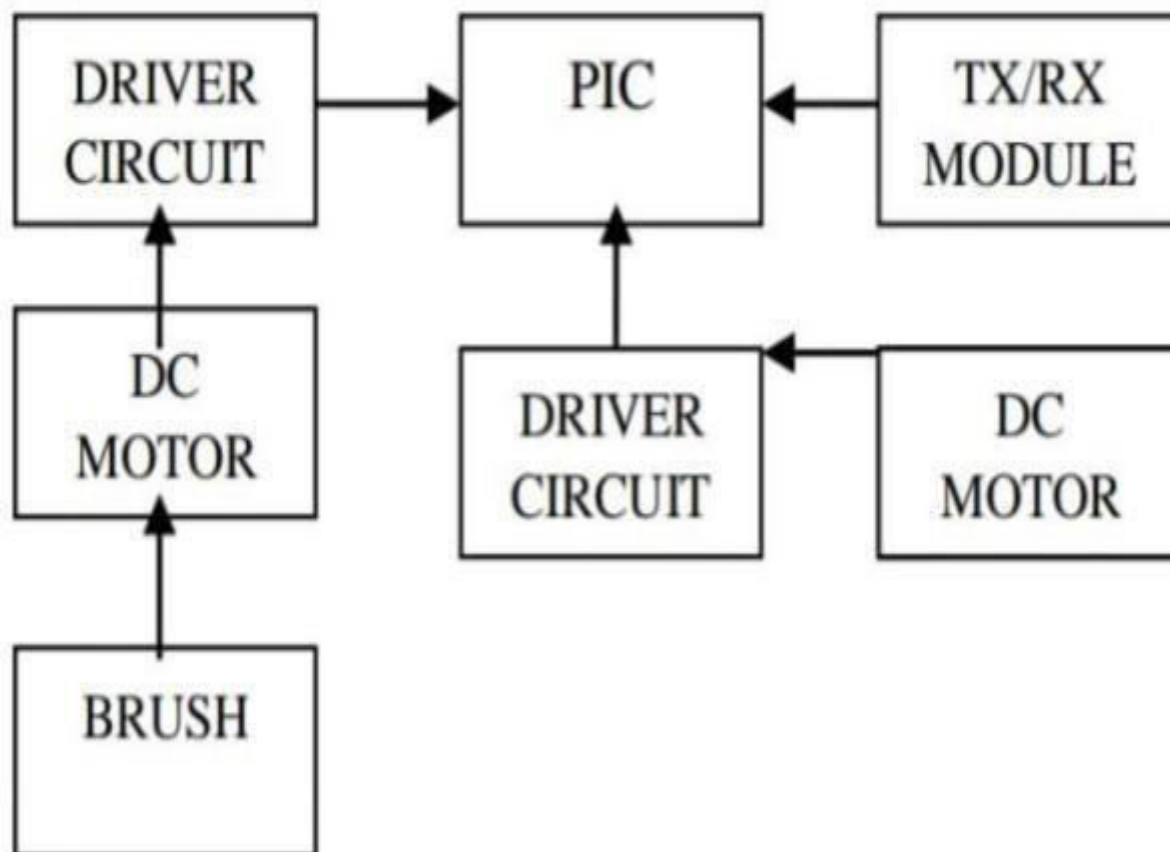 DRIVER
CIRCUIT
PIC
TX/RX
MODULE
DC
MOTOR
DRIVER
CIRCUIT
DC
MOTOR
BRUSH